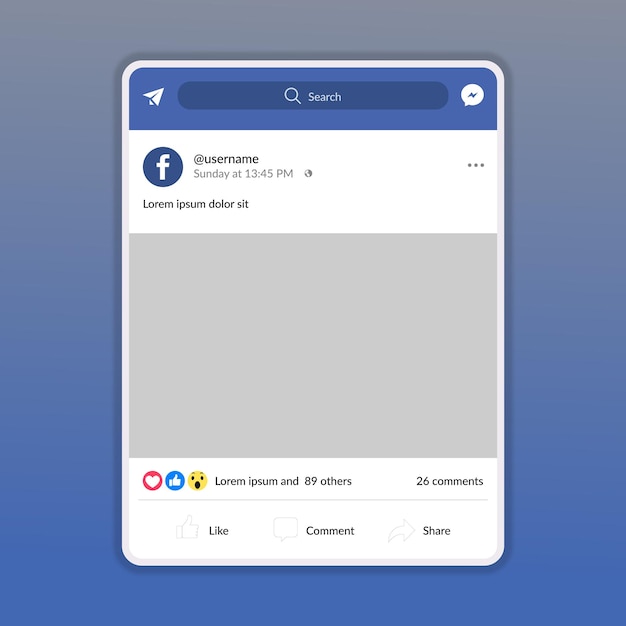 Search
@username
Sunday at 13:45 PM
Lorem ipsum dolor sit
Lorem ipsum and 89 others
26 comments
Like
Comment
Share